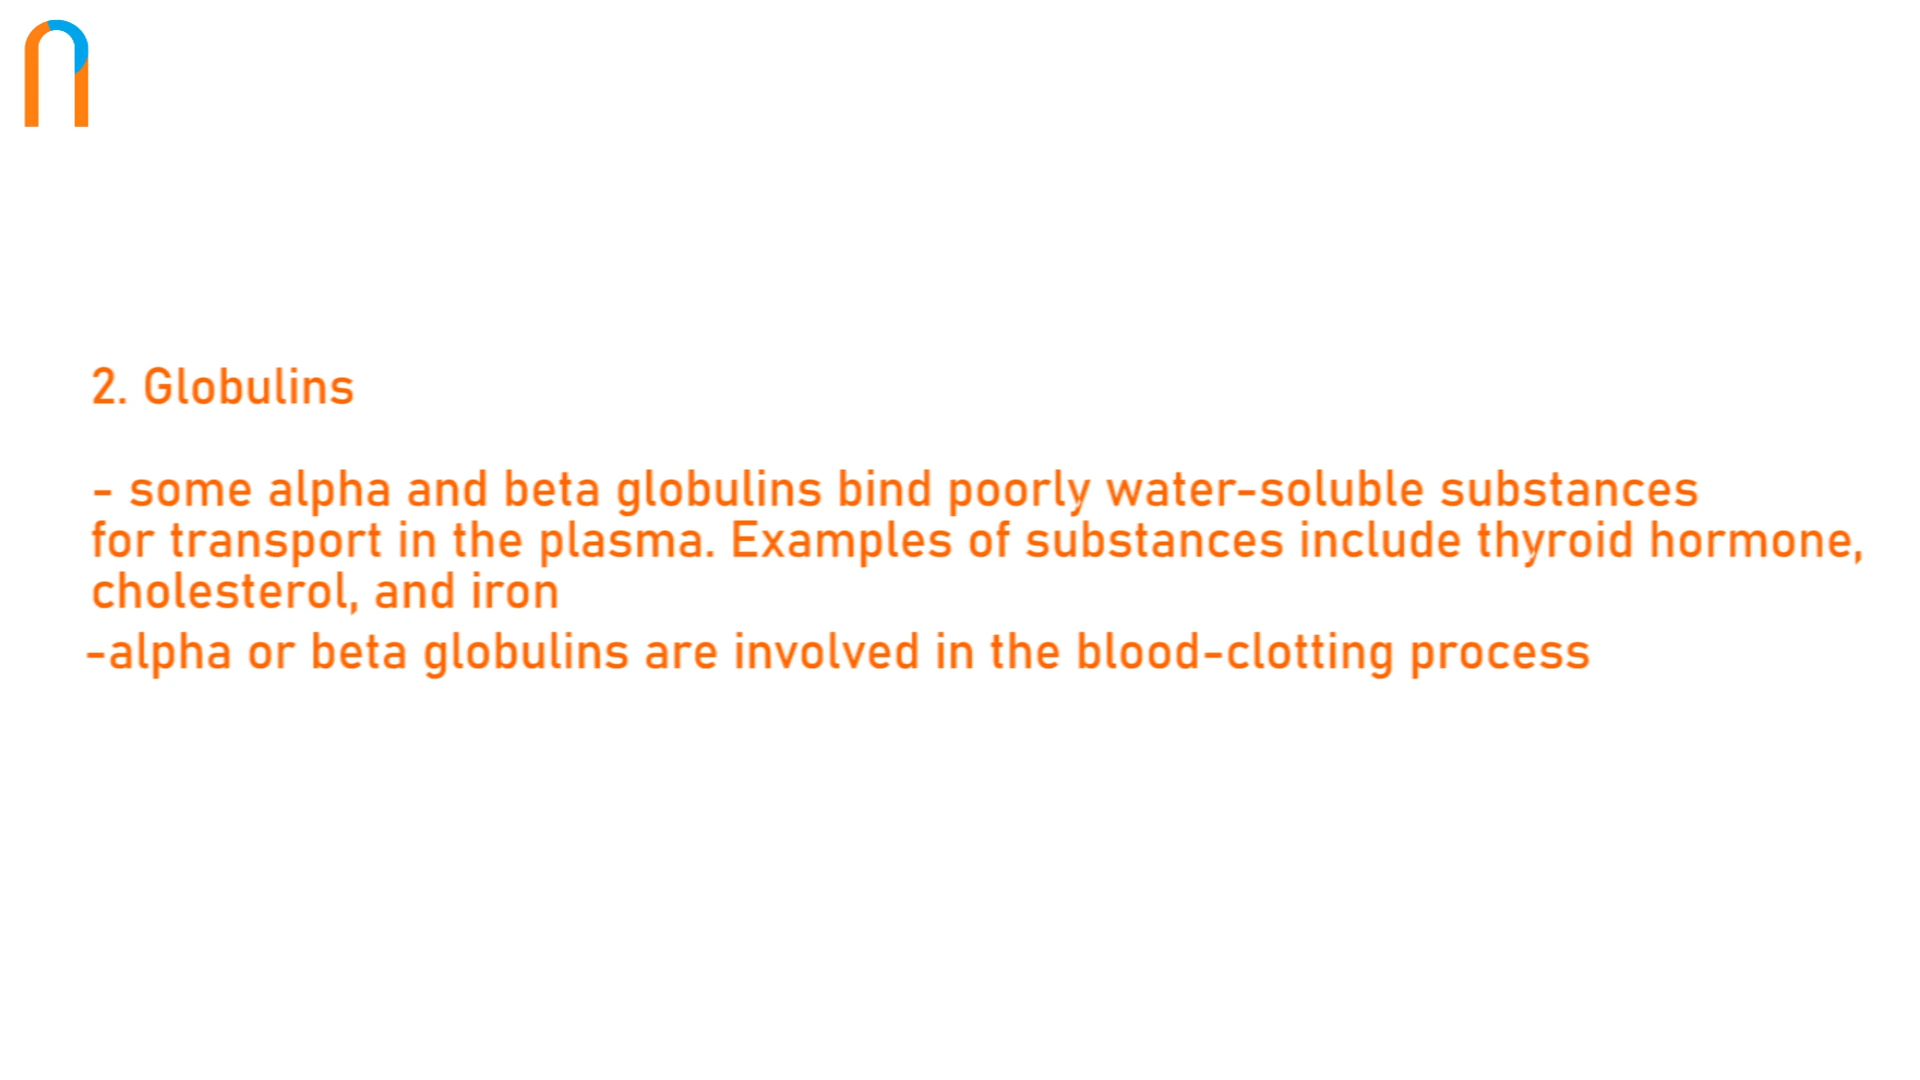 2. Globulins
- some alpha and beta globulins bind poorly water-soluble substances
for transport in the plasma. Examples of substances include thyroid hormone,
cholesterol, and iron
-alpha or beta globulins are involved in the blood-clotting process